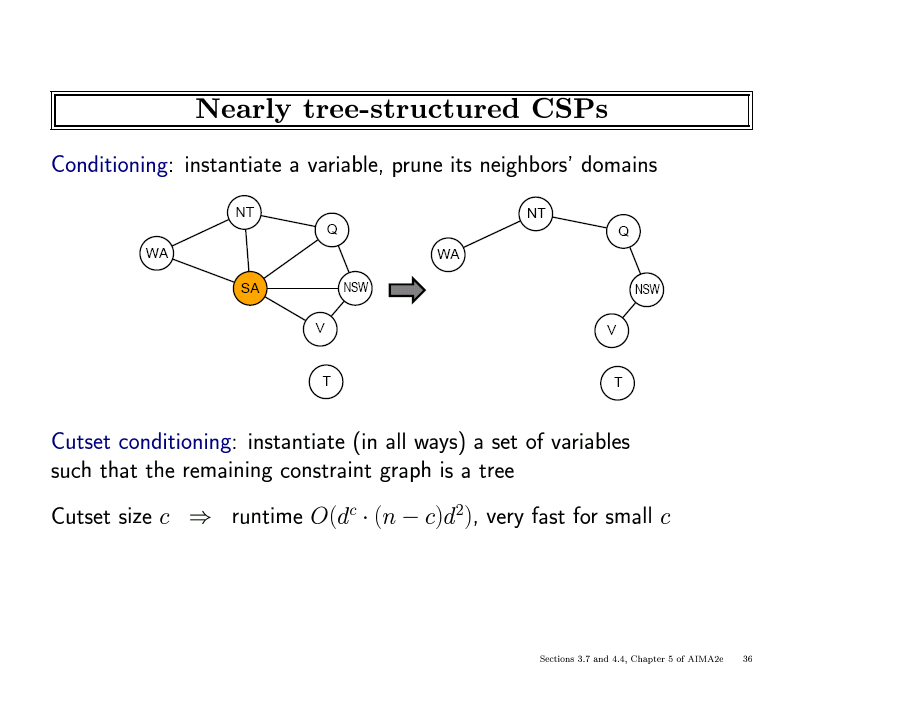 Nearly tree-structured CSPs
Conditioning: instantiate a variable, prune its neighbors' domains
NT
Q
WA
SA
NSW
V
T
NT
Q
WA
NSW
V
T
Cutset conditioning: instantiate (in all ways) a set of variables
such that the remaining constraint graph is a tree
Cutset size c ⇒ runtime O(d^c · (n − c)d^2), very fast for small c
Sections 3.7 and 4.4, Chapter 5 of AIMA2e 36